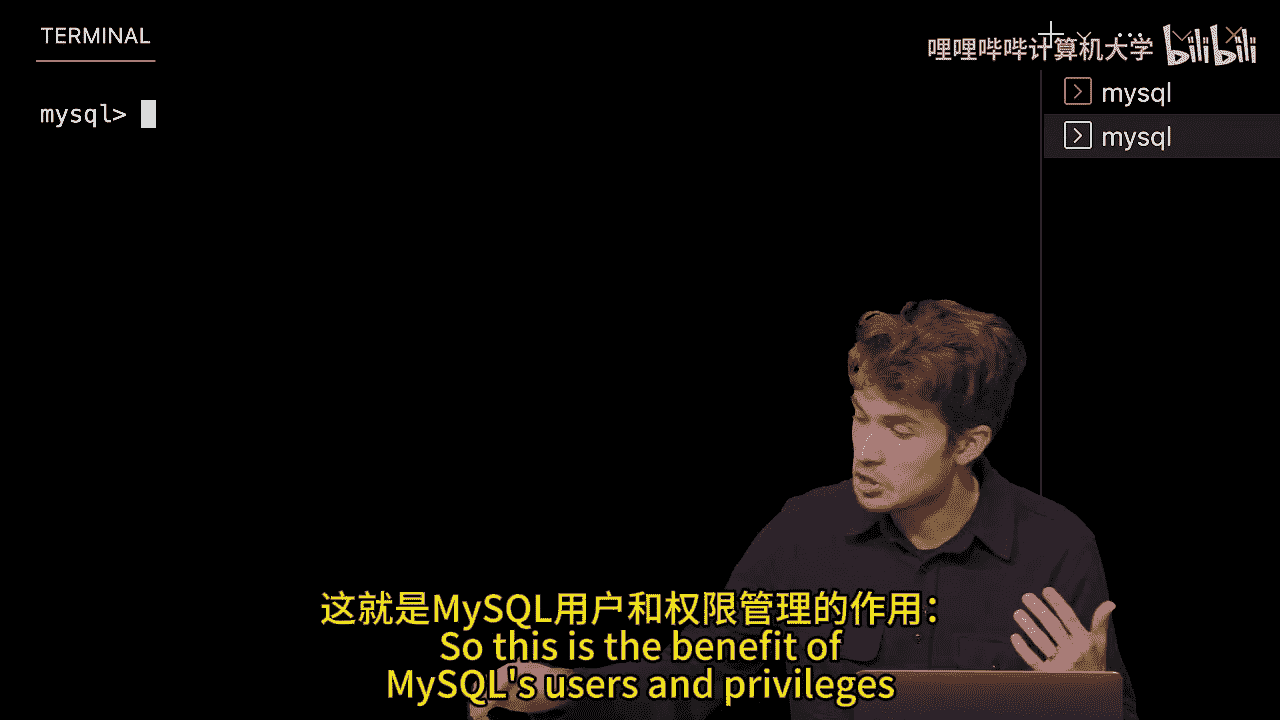 TERMINAL
哩哩哔哔计算机大学 bilibili
mysql>
mysql
mysql
这就是MySQL用户和权限管理的作用：
So this is the benefit of
MySQL's users and privileges